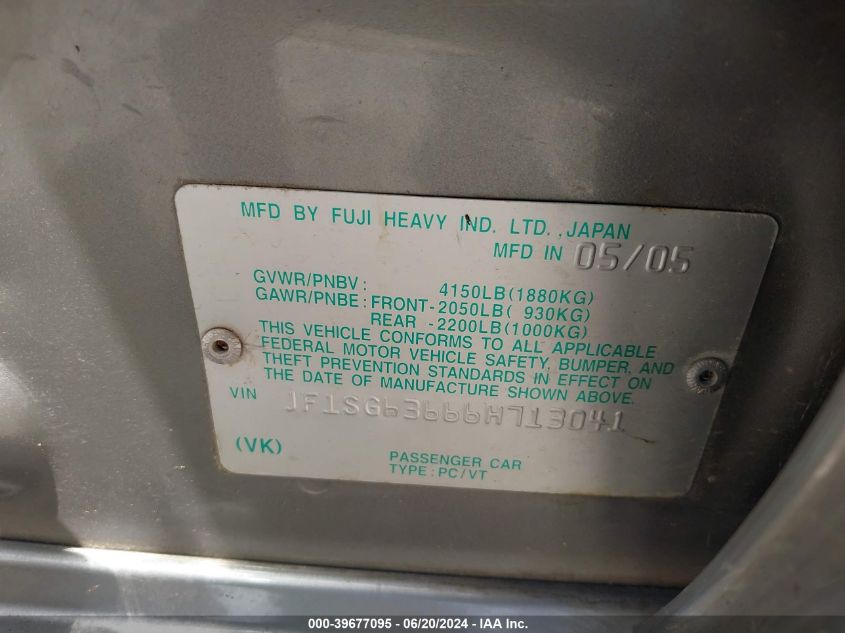 MFD BY FUJI HEAVY IND. LTD. ,JAPAN
MFD IN 05/05
GVWR/PNBV: 4150LB(1880KG)
GAWR/PNBE: FRONT-2050LB( 930KG)
REAR -2200LB(1000KG)
THIS VEHICLE CONFORMS TO ALL APPLICABLE
FEDERAL MOTOR VEHICLE SAFETY, BUMPER, AND
THEFT PREVENTION STANDARDS IN EFFECT ON
THE DATE OF MANUFACTURE SHOWN ABOVE.
VIN JF1SG63666H713041
(VK)
PASSENGER CAR
TYPE: PC/VT
000-39677095 - 06/20/2024 - IAA Inc.